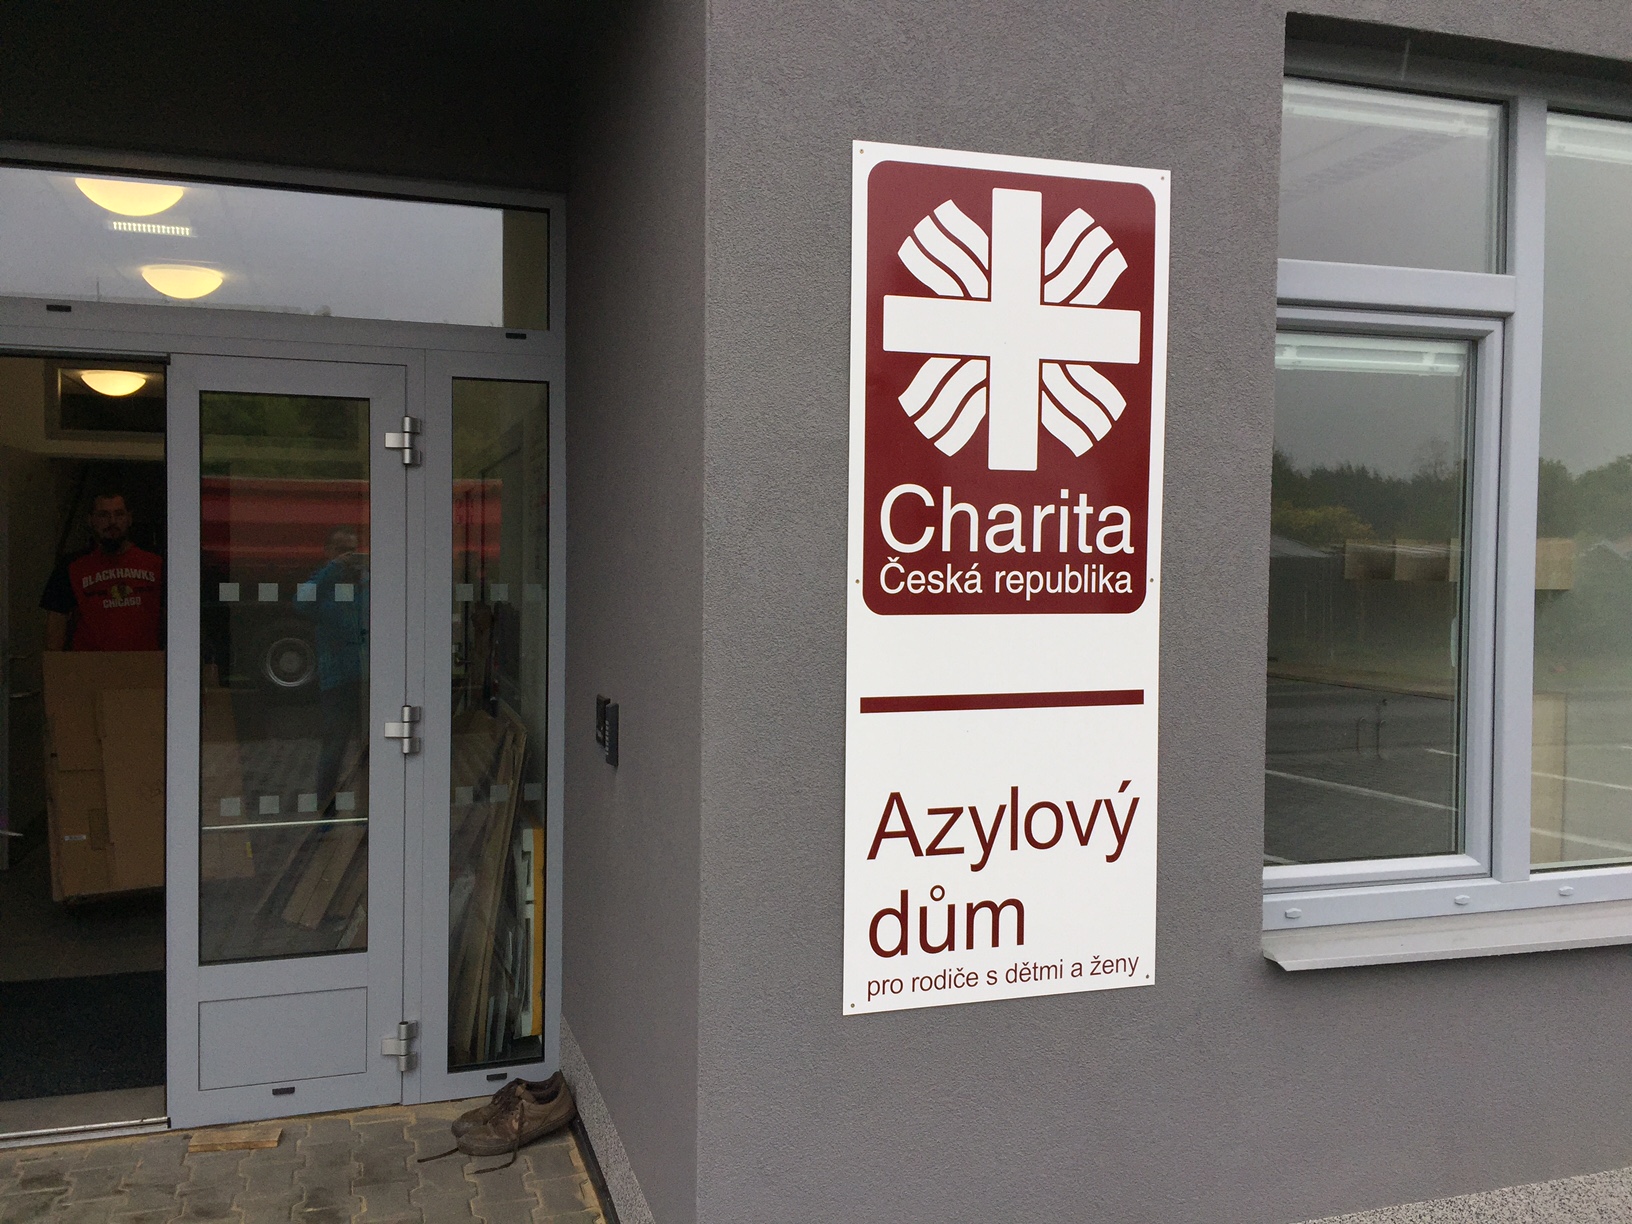 Charita
Česká republika
Azylový
dům
pro rodiče s dětmi a ženy
BLACKHAWKS
CHICAGO